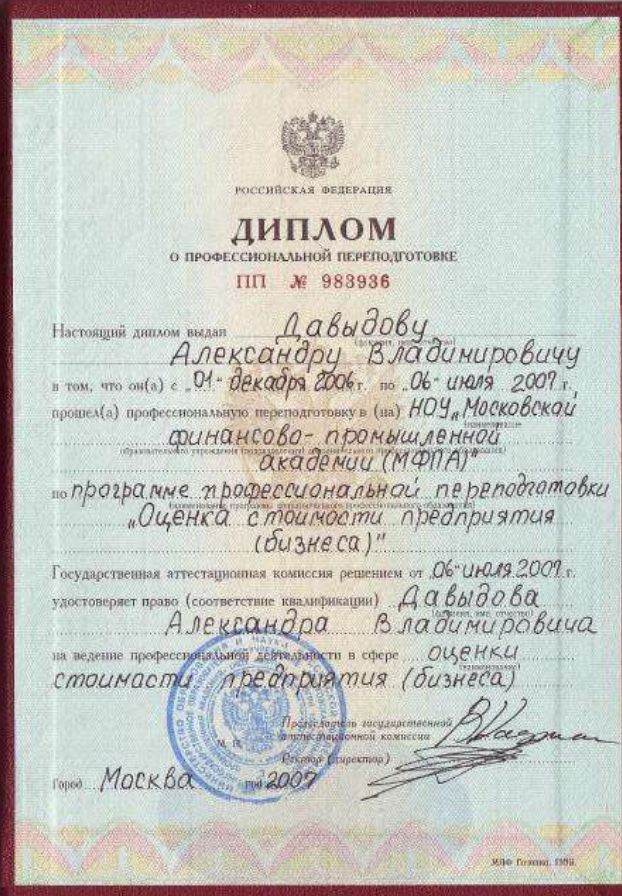 РОССИЙСКАЯ ФЕДЕРАЦИЯ
ДИПЛОМ
О ПРОФЕССИОНАЛЬНОЙ ПЕРЕПОДГОТОВКЕ
ПП № 983936
Настоящий диплом выдан Давыдову
Александру Владимировичу
в том, что он(а) с „01" декабря 2006 г. по „06" июля 2007 г.
прошел(а) профессиональную переподготовку в (на) НОУ „Московской
финансово-промышленной
академии (МФПА)"
по программе профессиональной переподготовки
„Оценка стоимости предприятия
(бизнеса)"
Государственная аттестационная комиссия решением от „06" июля 2007 г.
удостоверяет право (соответствие квалификации) Давыдова
(фамилия, имя, отчество)
Александра Владимировича
на ведение профессиональной деятельности в сфере оценки
(наименование)
стоимости предприятия (бизнеса)
Председатель государственной
аттестационной комиссии
М. П.
Ректор (директор)
Город Москва год 2007